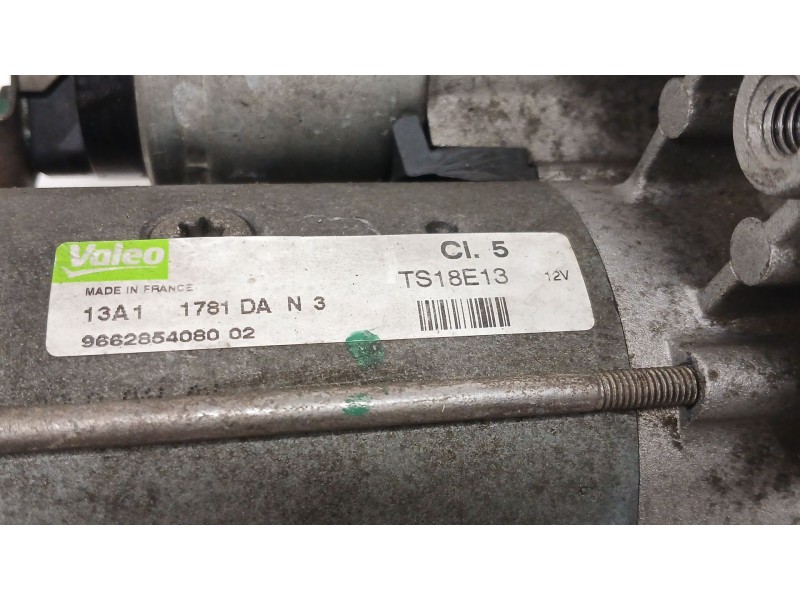 Valeo
Cl. 5
MADE IN FRANCE
TS18E13 12V
13A1 1781 DA N 3
9662854080 02